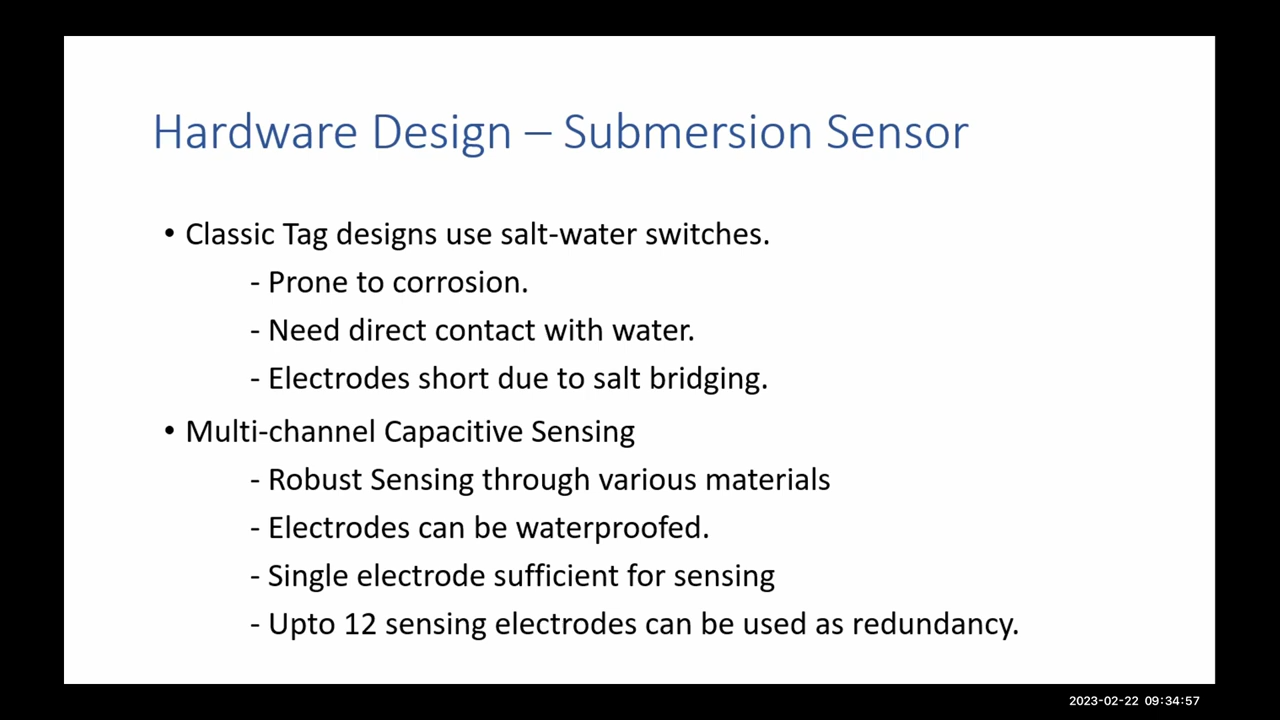 Hardware Design – Submersion Sensor
• Classic Tag designs use salt-water switches.
- Prone to corrosion.
- Need direct contact with water.
- Electrodes short due to salt bridging.
• Multi-channel Capacitive Sensing
- Robust Sensing through various materials
- Electrodes can be waterproofed.
- Single electrode sufficient for sensing
- Upto 12 sensing electrodes can be used as redundancy.
2023-02-22 09:34:57